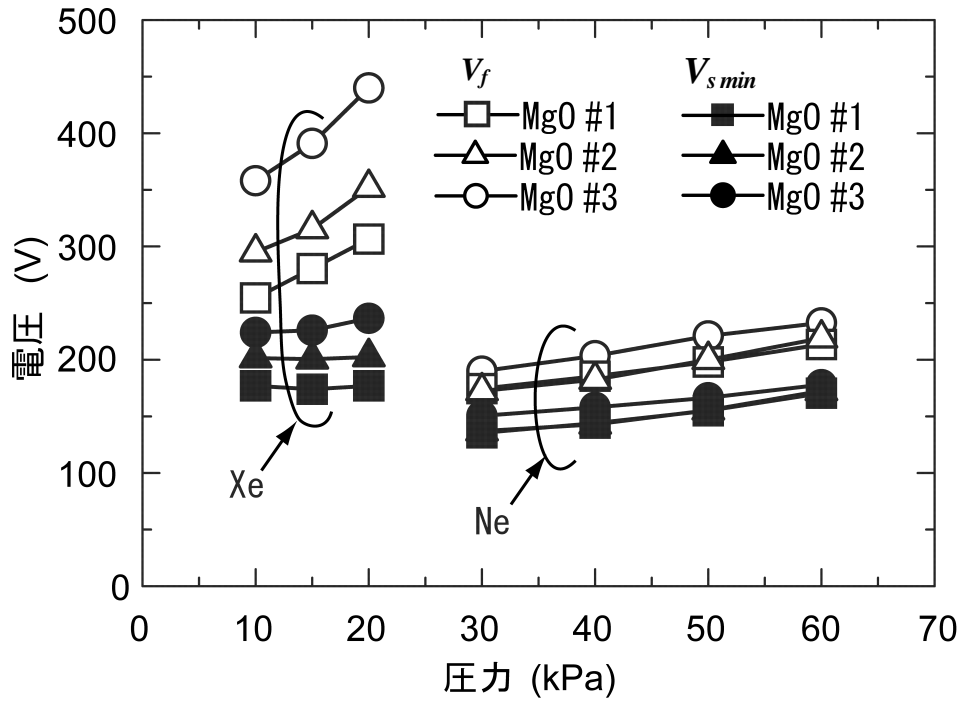 500
400
300
200
100
0
電圧 (V)
V_f
MgO #1
MgO #2
MgO #3
V_s min
MgO #1
MgO #2
MgO #3
Xe
Ne
0 10 20 30 40 50 60 70
圧力 (kPa)